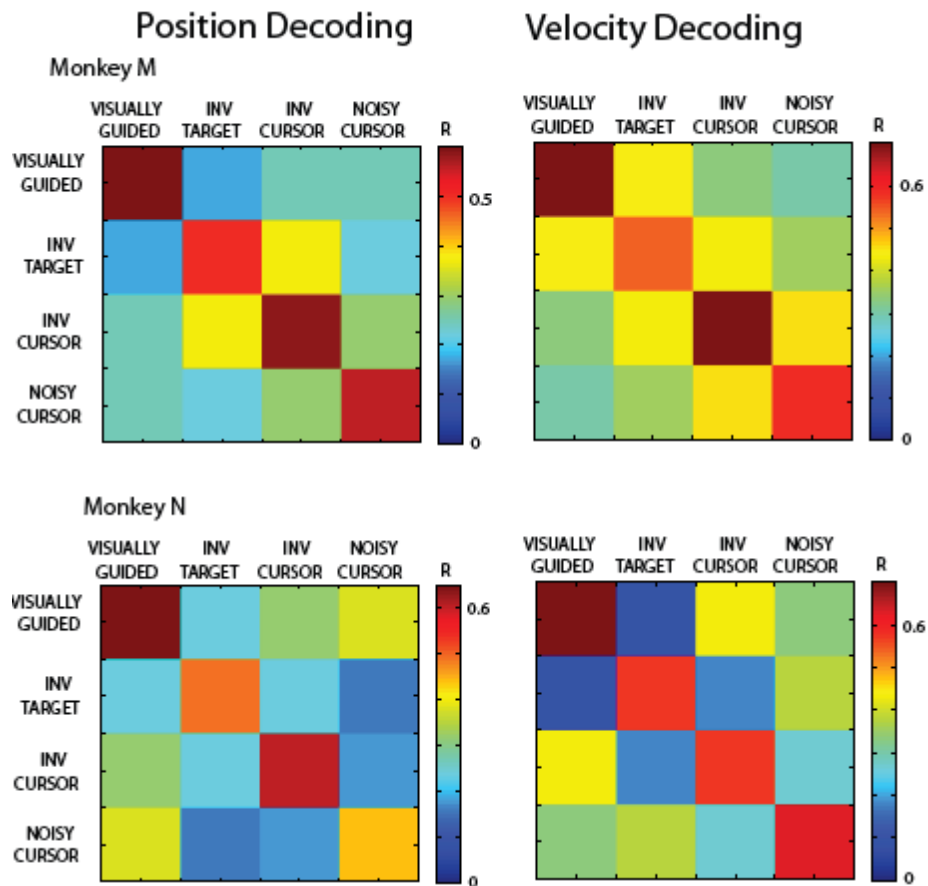 Position Decoding
Velocity Decoding
Monkey M
VISUALLY GUIDED
INV TARGET
INV CURSOR
NOISY CURSOR
R
VISUALLY GUIDED
INV TARGET
INV CURSOR
NOISY CURSOR
R
VISUALLY
GUIDED
INV
TARGET
INV
CURSOR
NOISY
CURSOR
0.5
0
0.6
0
Monkey N
VISUALLY GUIDED
INV TARGET
INV CURSOR
NOISY CURSOR
R
VISUALLY GUIDED
INV TARGET
INV CURSOR
NOISY CURSOR
R
VISUALLY
GUIDED
INV
TARGET
INV
CURSOR
NOISY
CURSOR
0.6
0
0.6
0